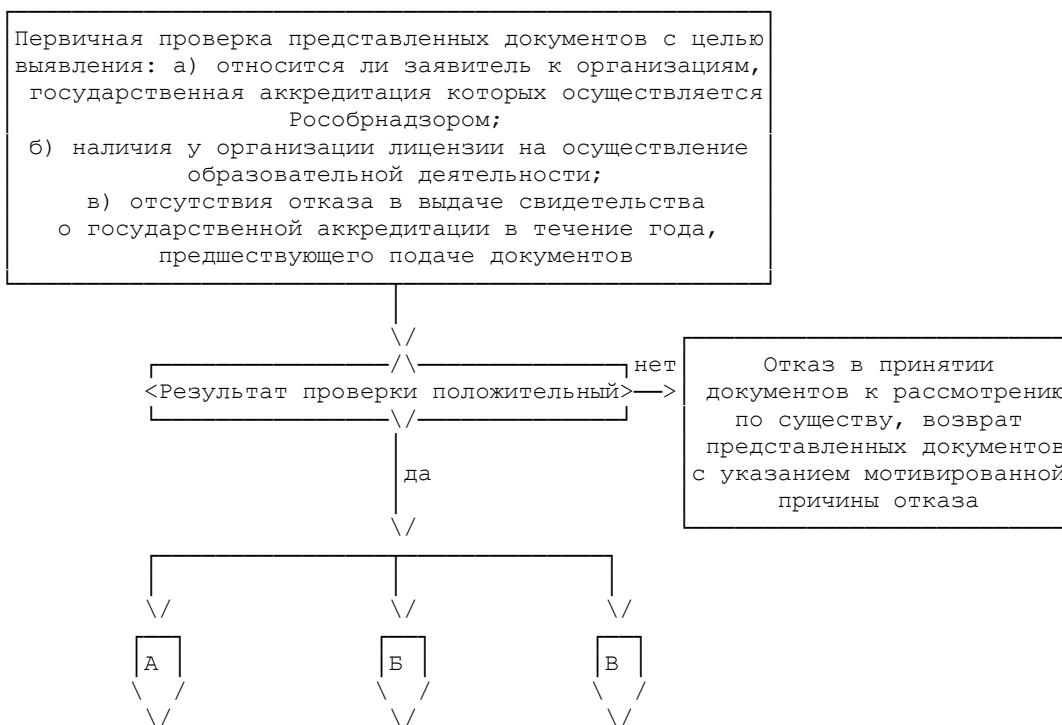 Первичная проверка представленных документов с целью
выявления: а) относится ли заявитель к организациям,
государственная аккредитация которых осуществляется
Рособрнадзором;
б) наличия у организации лицензии на осуществление
образовательной деятельности;
в) отсутствия отказа в выдаче свидетельства
о государственной аккредитации в течение года,
предшествующего подаче документов
нет
<Результат проверки положительный>
Отказ в принятии
документов к рассмотрению
по существу, возврат
представленных документов
с указанием мотивированной
причины отказа
да
А
Б
В